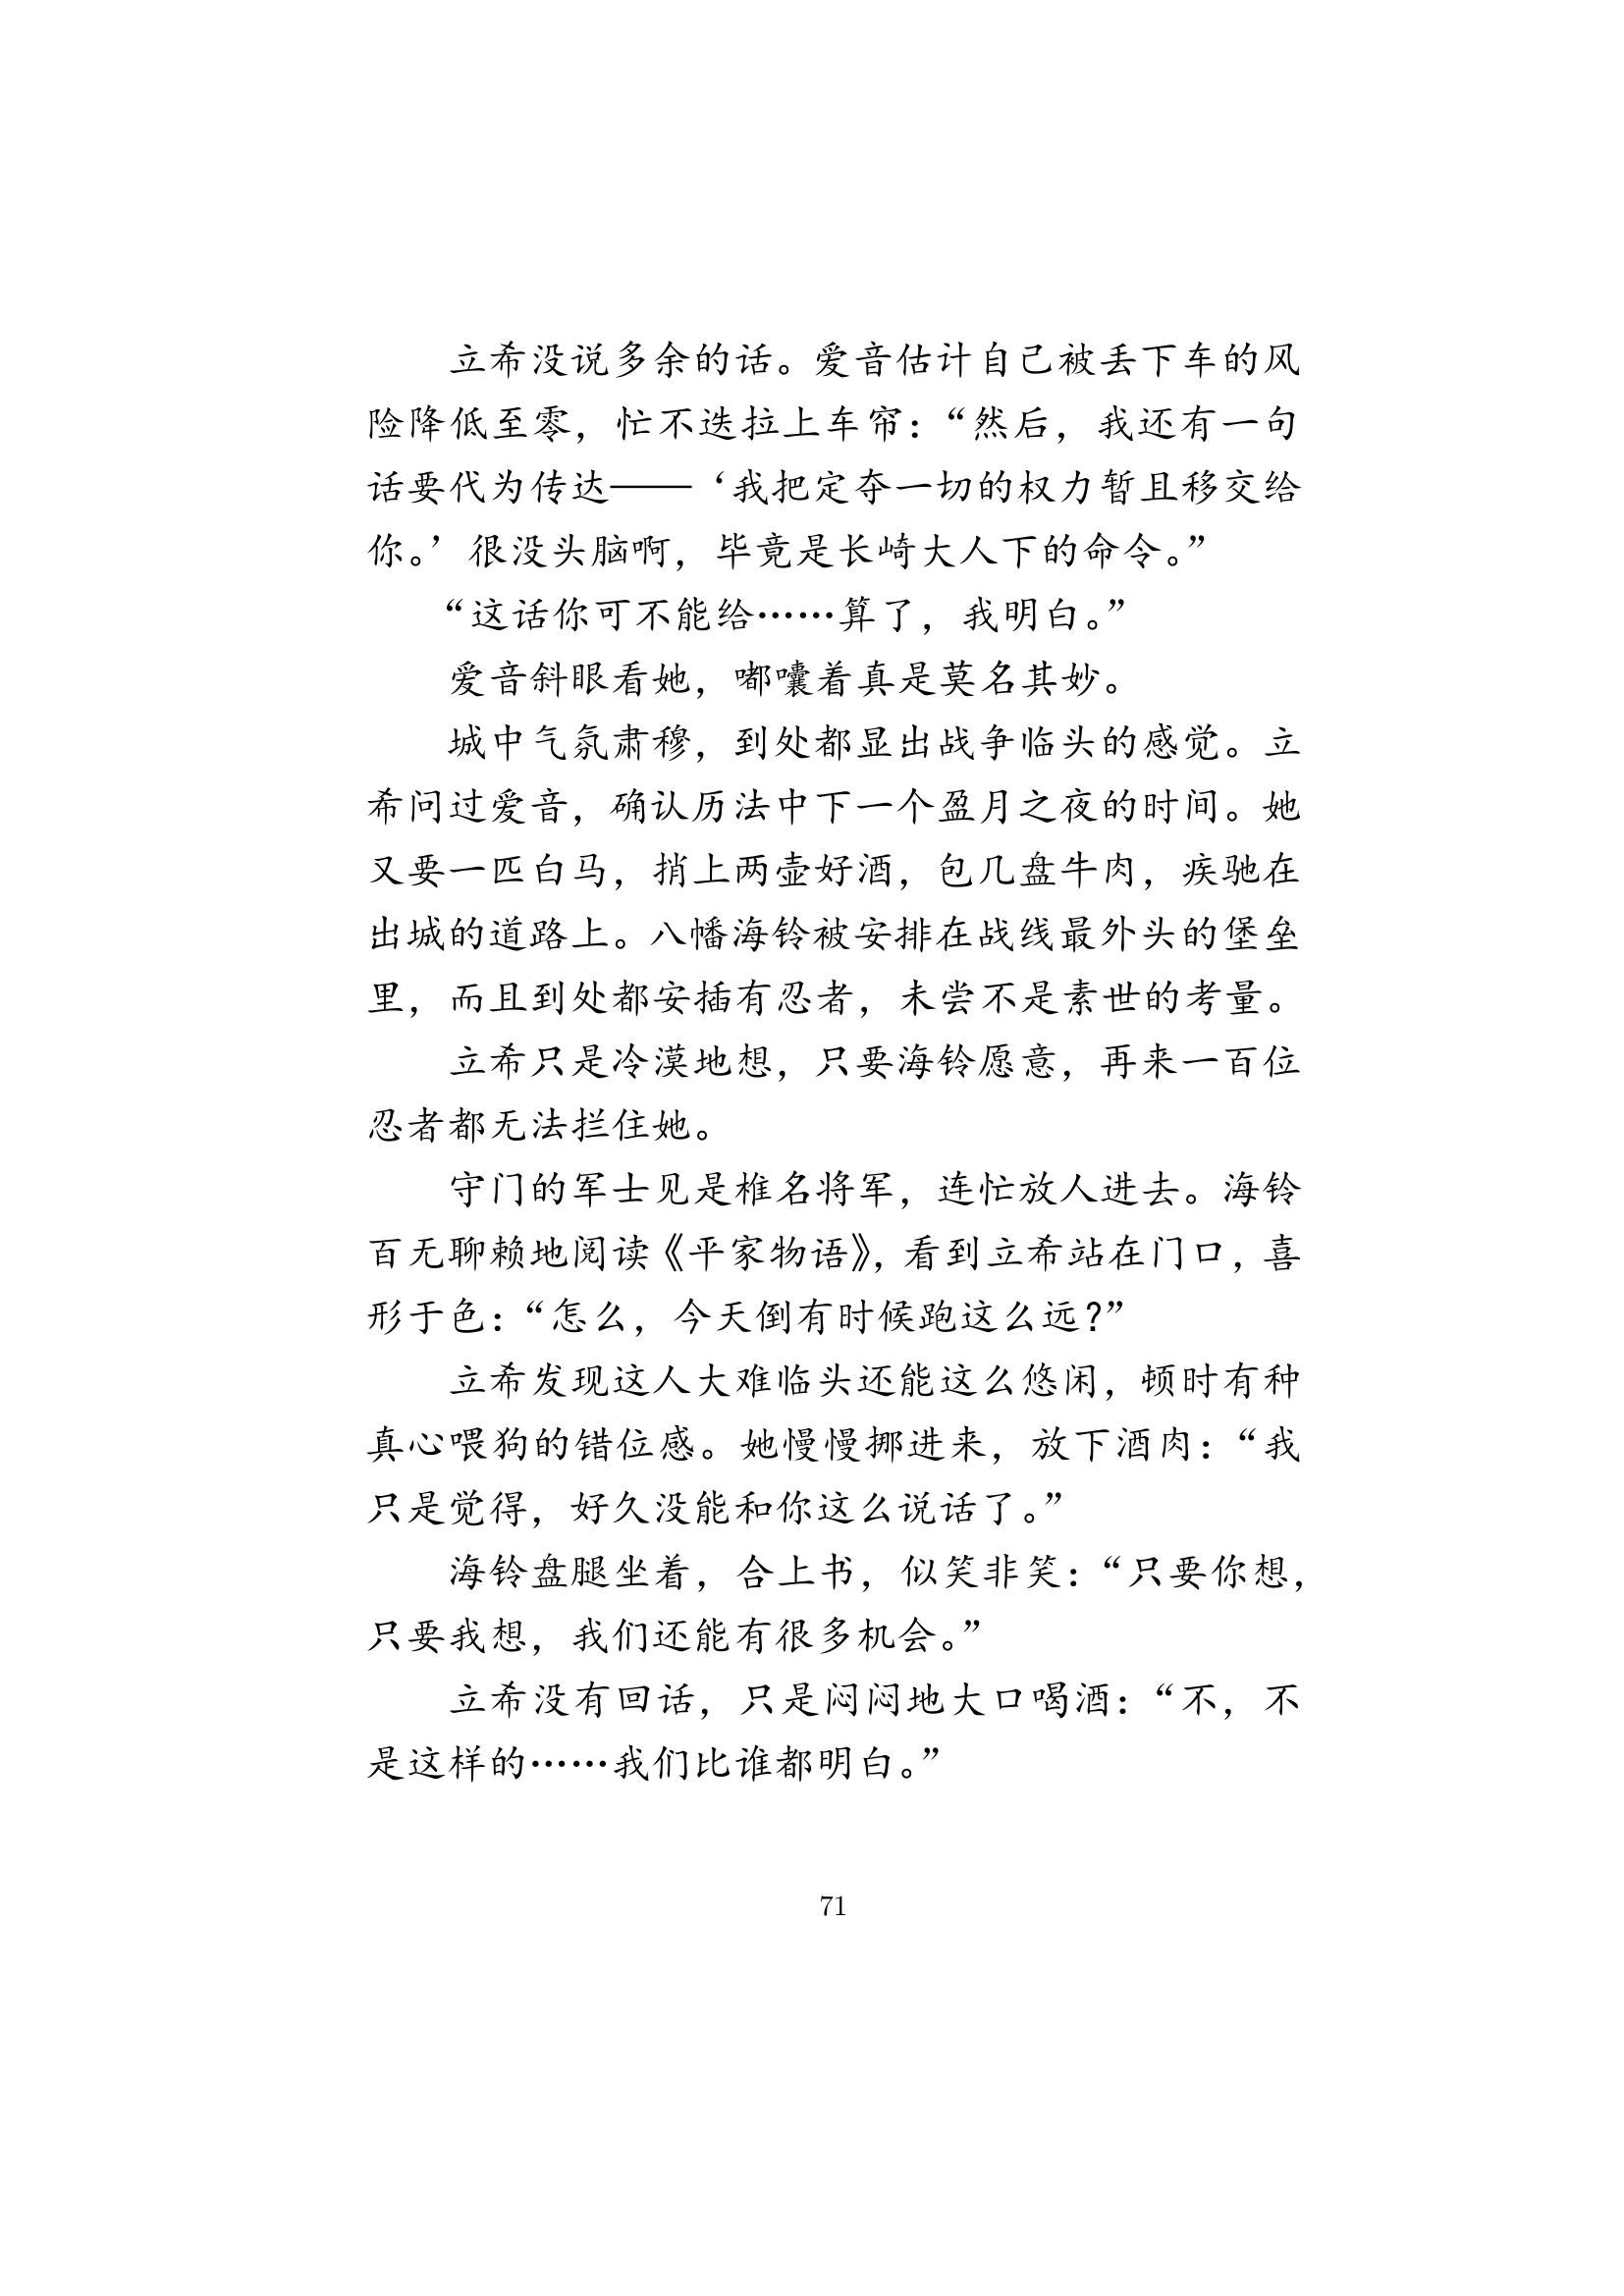 立希没说多余的话。爱音估计自己被丢下车的风
险降低至零，忙不迭拉上车帘：“然后，我还有一句
话要代为传达——‘我把定夺一切的权力暂且移交给
你。’很没头脑啊，毕竟是长崎大人下的命令。”
“这话你可不能给……算了，我明白。”
爱音斜眼看她，嘟囔着真是莫名其妙。
城中气氛肃穆，到处都显出战争临头的感觉。立
希问过爱音，确认历法中下一个盈月之夜的时间。她
又要一匹白马，捎上两壶好酒，包几盘牛肉，疾驰在
出城的道路上。八幡海铃被安排在战线最外头的堡垒
里，而且到处都安插有忍者，未尝不是素世的考量。
立希只是冷漠地想，只要海铃愿意，再来一百位
忍者都无法拦住她。
守门的军士见是椎名将军，连忙放人进去。海铃
百无聊赖地阅读《平家物语》，看到立希站在门口，喜
形于色：“怎么，今天倒有时候跑这么远？”
立希发现这人大难临头还能这么悠闲，顿时有种
真心喂狗的错位感。她慢慢挪进来，放下酒肉：“我
只是觉得，好久没能和你这么说话了。”
海铃盘腿坐着，合上书，似笑非笑：“只要你想，
只要我想，我们还能有很多机会。”
立希没有回话，只是闷闷地大口喝酒：“不，不
是这样的……我们比谁都明白。”
71